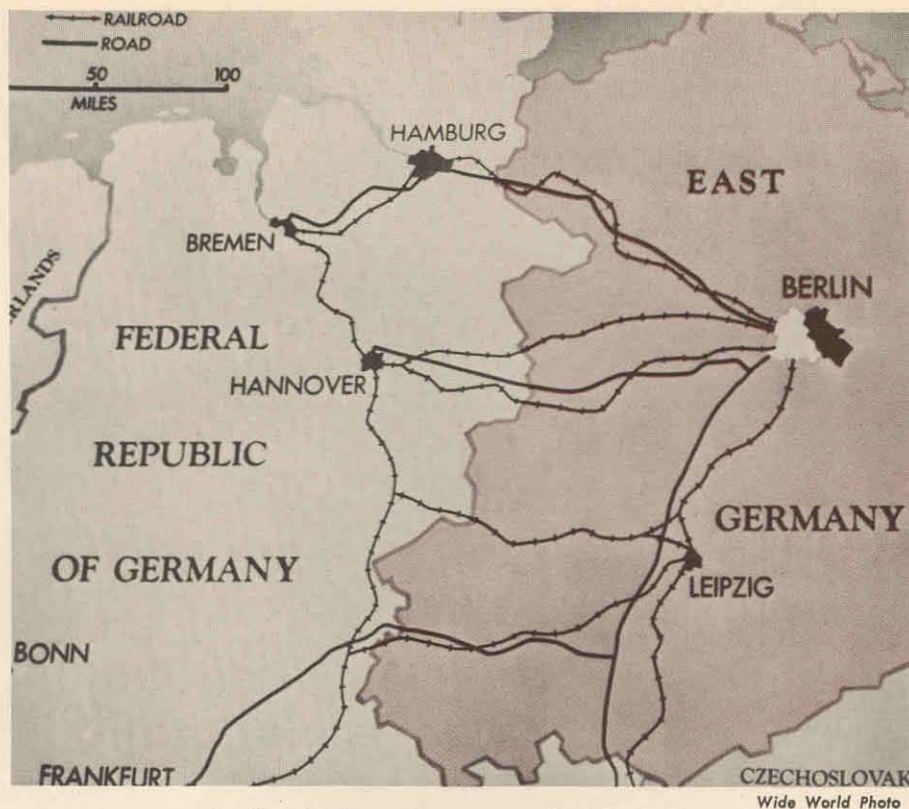 RAILROAD
ROAD
50 100
MILES
HAMBURG
EAST
BREMEN
BERLIN
ERLANDS
FEDERAL
HANNOVER
REPUBLIC
GERMANY
OF GERMANY
LEIPZIG
BONN
FRANKFURT
CZECHOSLOVAK
Wide World Photo